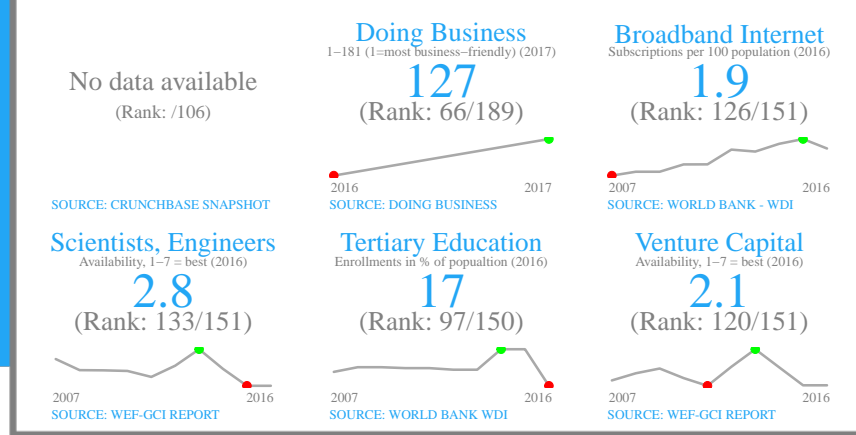 No data available
(Rank: /106)
SOURCE: CRUNCHBASE SNAPSHOT
Doing Business
1−181 (1=most business−friendly) (2017)
127
(Rank: 66/189)
2016 2017
SOURCE: DOING BUSINESS
Broadband Internet
Subscriptions per 100 population (2016)
1.9
(Rank: 126/151)
2007 2016
SOURCE: WORLD BANK - WDI
Scientists, Engineers
Availability, 1−7 = best (2016)
2.8
(Rank: 133/151)
2007 2016
SOURCE: WEF-GCI REPORT
Tertiary Education
Enrollments in % of popualtion (2016)
17
(Rank: 97/150)
2007 2016
SOURCE: WORLD BANK WDI
Venture Capital
Availability, 1−7 = best (2016)
2.1
(Rank: 120/151)
2007 2016
SOURCE: WEF-GCI REPORT